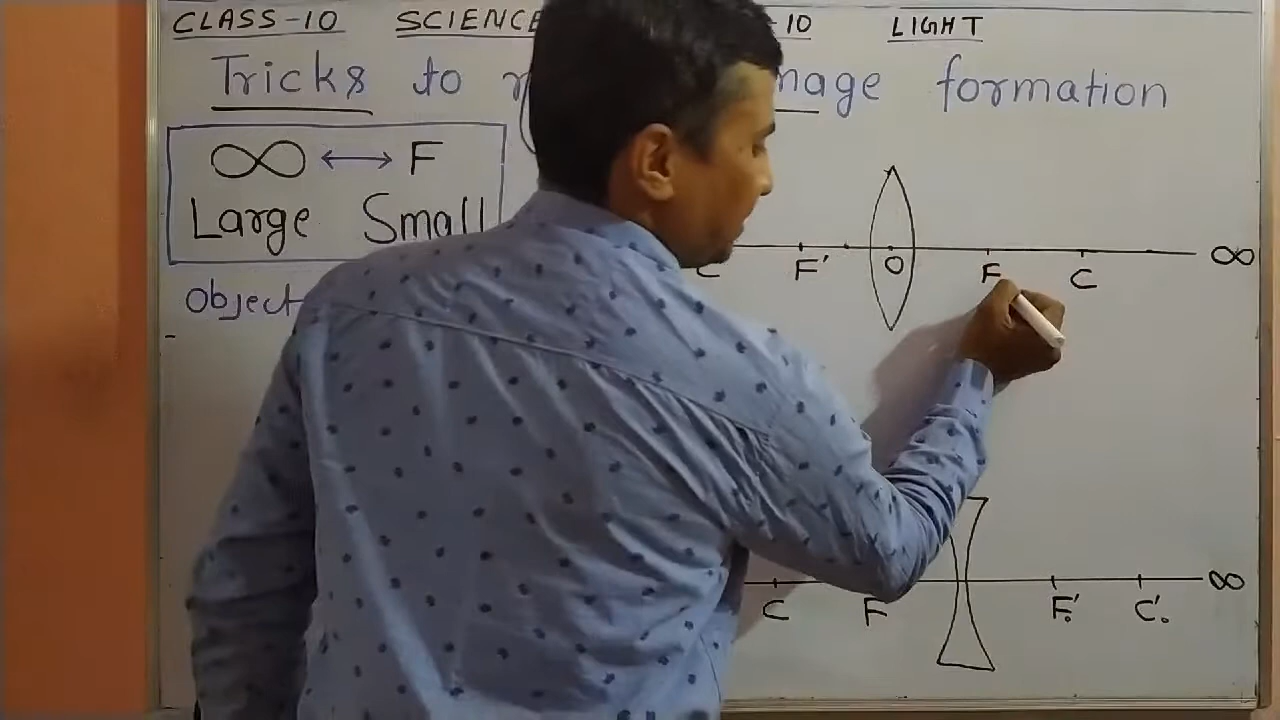 CLASS-10 SCIENCE -10 LIGHT
Tricks to mage formation
∞ ↔ F
Large Small
Object
C F' O F C ∞
C F F' C' ∞